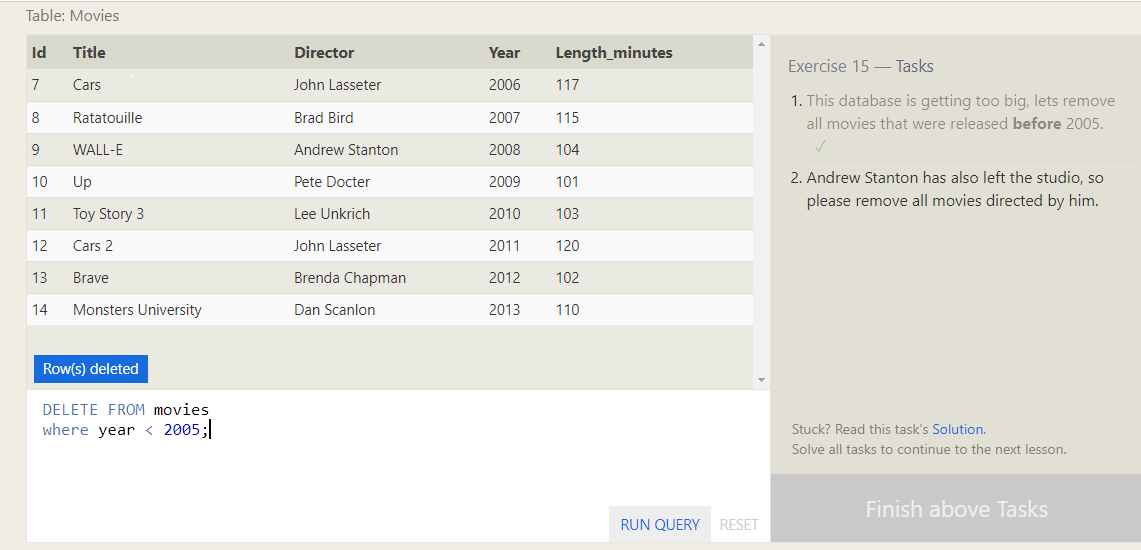 Table: Movies
Id Title Director Year Length_minutes
7 Cars John Lasseter 2006 117
8 Ratatouille Brad Bird 2007 115
9 WALL-E Andrew Stanton 2008 104
10 Up Pete Docter 2009 101
11 Toy Story 3 Lee Unkrich 2010 103
12 Cars 2 John Lasseter 2011 120
13 Brave Brenda Chapman 2012 102
14 Monsters University Dan Scanlon 2013 110
Row(s) deleted
DELETE FROM movies
where year < 2005;
RUN QUERY RESET
Exercise 15 — Tasks
1. This database is getting too big, lets remove
all movies that were released before 2005.
✓
2. Andrew Stanton has also left the studio, so
please remove all movies directed by him.
Stuck? Read this task's Solution.
Solve all tasks to continue to the next lesson.
Finish above Tasks